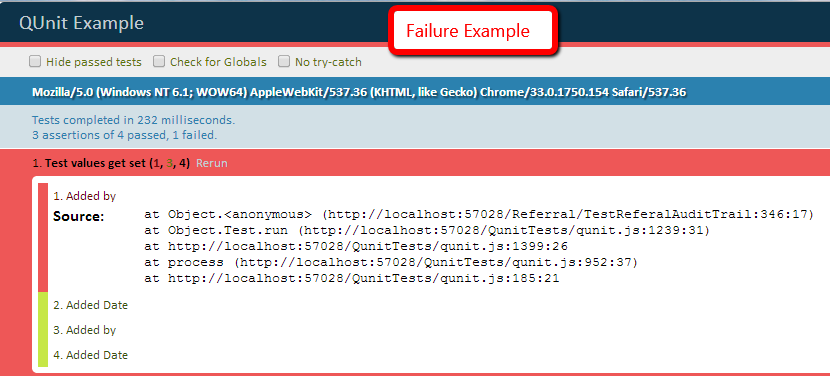 QUnit Example
Failure Example
Hide passed tests Check for Globals No try-catch
Mozilla/5.0 (Windows NT 6.1; WOW64) AppleWebKit/537.36 (KHTML, like Gecko) Chrome/33.0.1750.154 Safari/537.36
Tests completed in 232 milliseconds.
3 assertions of 4 passed, 1 failed.
1. Test values get set (1, 3, 4) Rerun
1. Added by
Source: at Object.<anonymous> (http://localhost:57028/Referral/TestReferalAuditTrail:346:17)
at Object.Test.run (http://localhost:57028/QunitTests/qunit.js:1239:31)
at http://localhost:57028/QunitTests/qunit.js:1399:26
at process (http://localhost:57028/QunitTests/qunit.js:952:37)
at http://localhost:57028/QunitTests/qunit.js:185:21
2. Added Date
3. Added by
4. Added Date